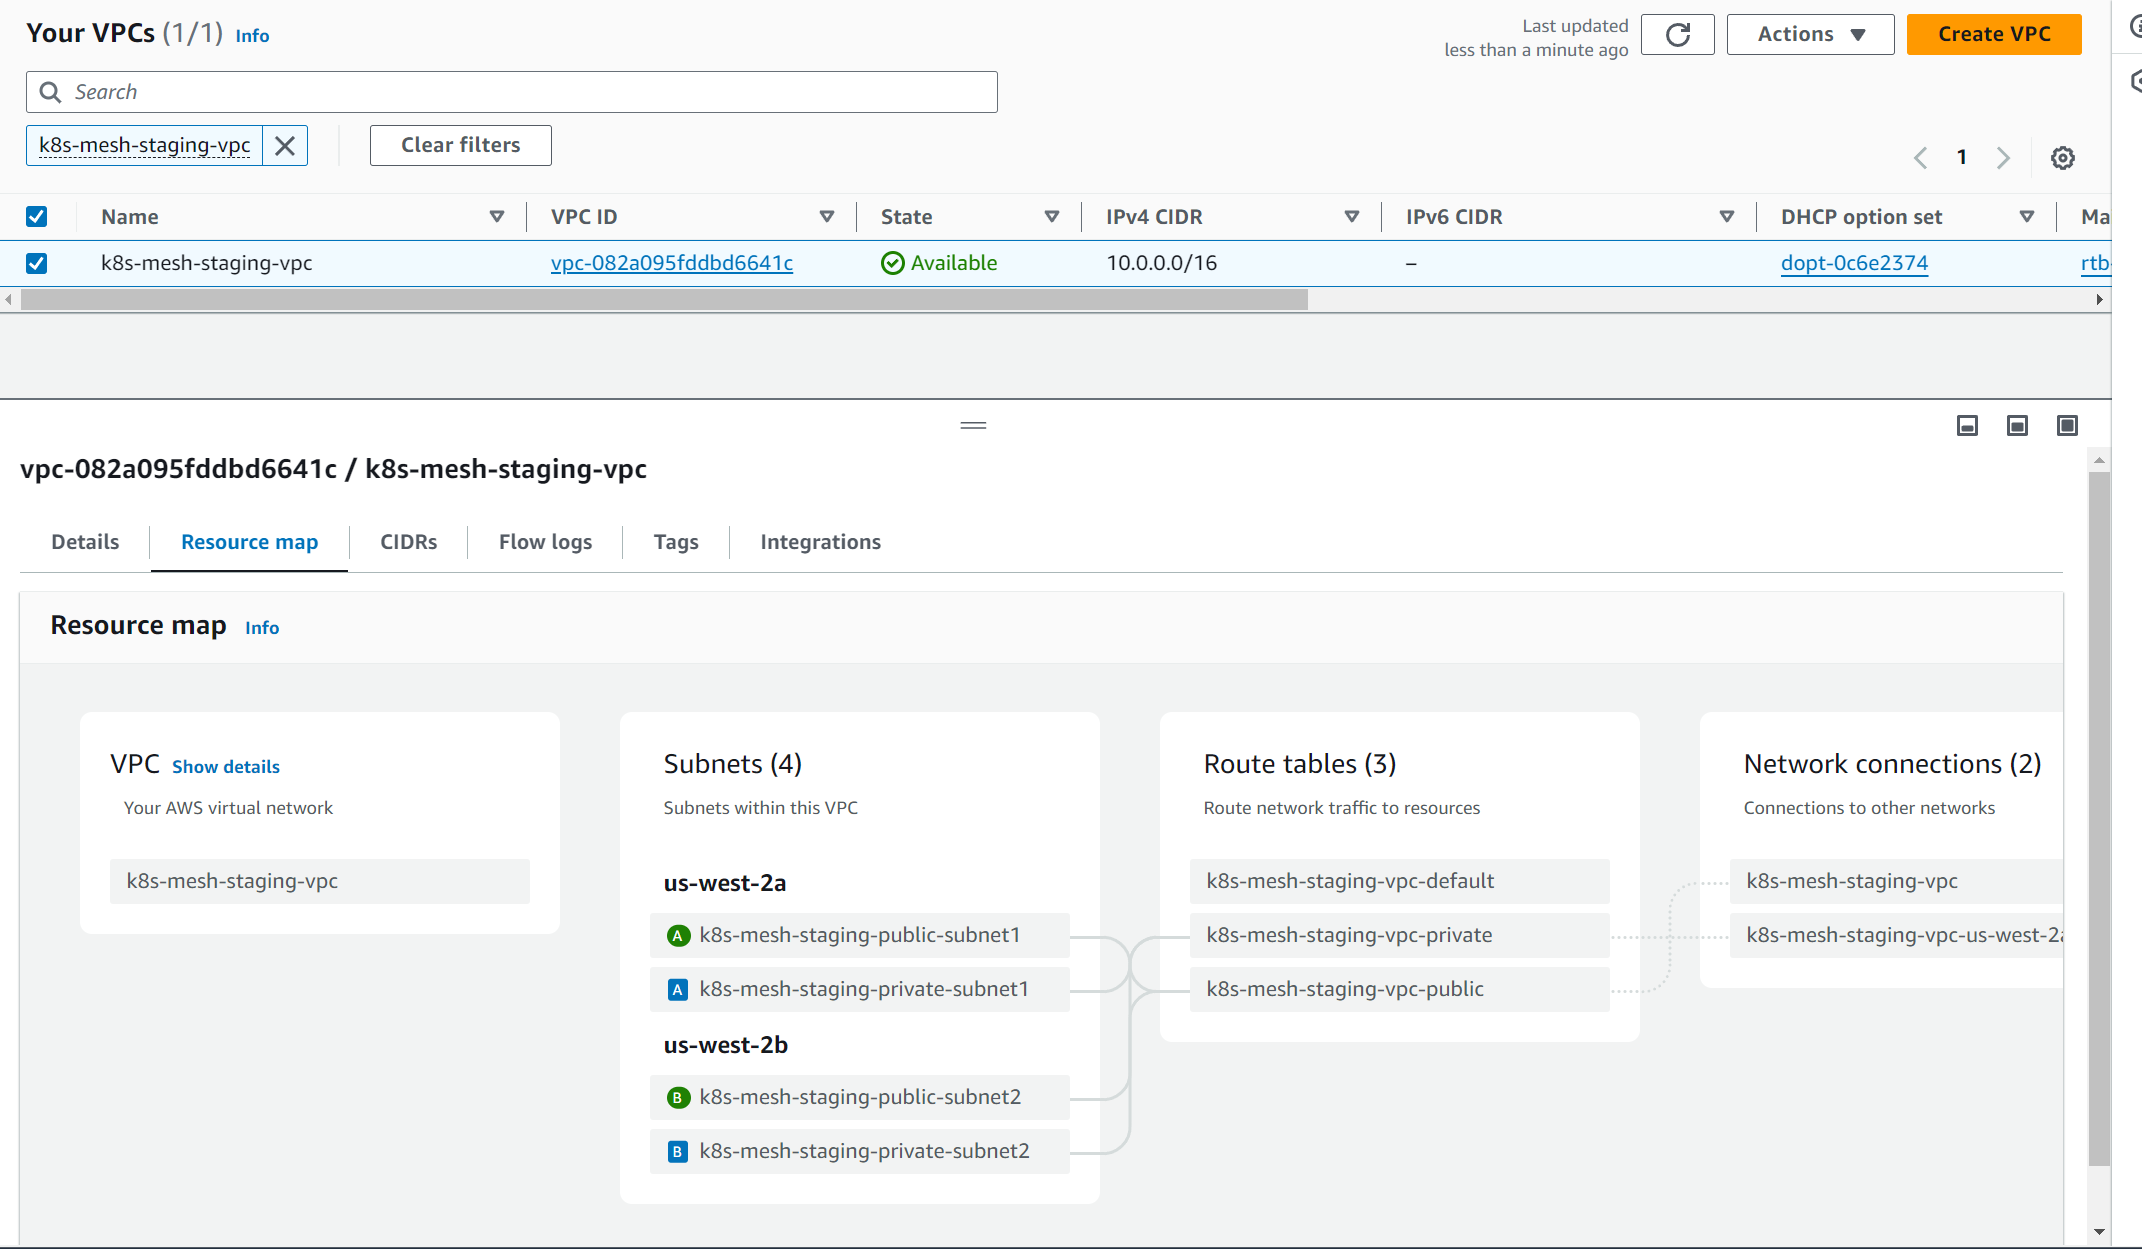 Your VPCs (1/1) Info
Last updated
less than a minute ago
Actions
Create VPC
Search
k8s-mesh-staging-vpc
Clear filters
1
Name VPC ID State IPv4 CIDR IPv6 CIDR DHCP option set Ma
k8s-mesh-staging-vpc vpc-082a095fddbd6641c Available 10.0.0.0/16 – dopt-0c6e2374 rtb-
vpc-082a095fddbd6641c / k8s-mesh-staging-vpc
Details Resource map CIDRs Flow logs Tags Integrations
Resource map Info
VPC Show details
Your AWS virtual network
k8s-mesh-staging-vpc
Subnets (4)
Subnets within this VPC
us-west-2a
A k8s-mesh-staging-public-subnet1
A k8s-mesh-staging-private-subnet1
us-west-2b
B k8s-mesh-staging-public-subnet2
B k8s-mesh-staging-private-subnet2
Route tables (3)
Route network traffic to resources
k8s-mesh-staging-vpc-default
k8s-mesh-staging-vpc-private
k8s-mesh-staging-vpc-public
Network connections (2)
Connections to other networks
k8s-mesh-staging-vpc
k8s-mesh-staging-vpc-us-west-2a